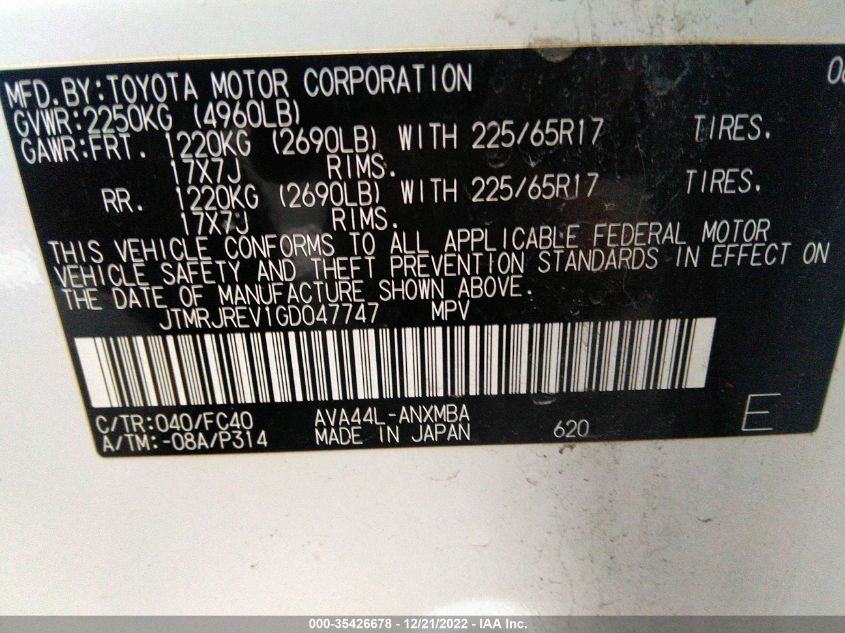 MFD.BY:TOYOTA MOTOR CORPORATION
GVWR:2250KG (4960LB)
GAWR:FRT. 1220KG (2690LB) WITH 225/65R17 TIRES.
17X7J RIMS.
RR. 1220KG (2690LB) WITH 225/65R17 TIRES.
17X7J RIMS.
THIS VEHICLE CONFORMS TO ALL APPLICABLE FEDERAL MOTOR
VEHICLE SAFETY AND THEFT PREVENTION STANDARDS IN EFFECT ON
THE DATE OF MANUFACTURE SHOWN ABOVE.
JTMRJREV1GD047747 MPV
C/TR:040/FC40 AVA44L-ANXMBA E
A/TM:-08A/P314 MADE IN JAPAN 620
000-35426678 - 12/21/2022 - IAA Inc.